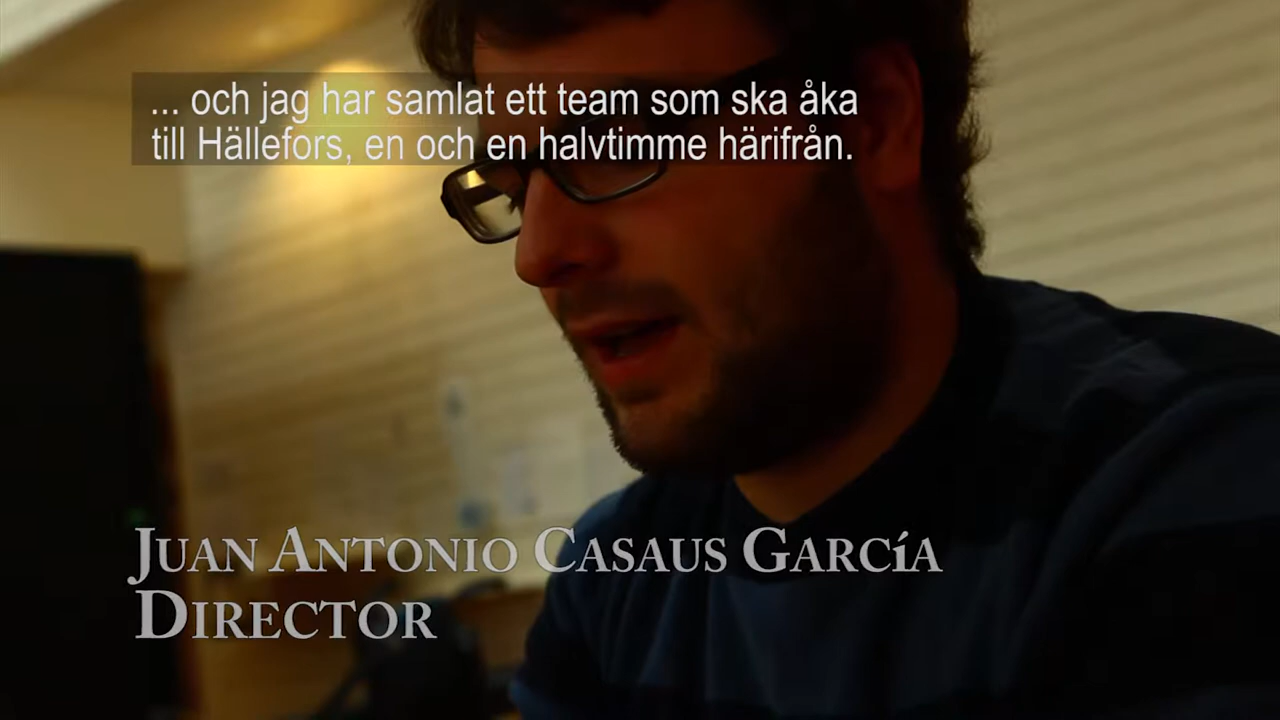 ... och jag har samlat ett team som ska åka
till Hällefors, en och en halvtimme härifrån.
Juan Antonio Casaus García
Director